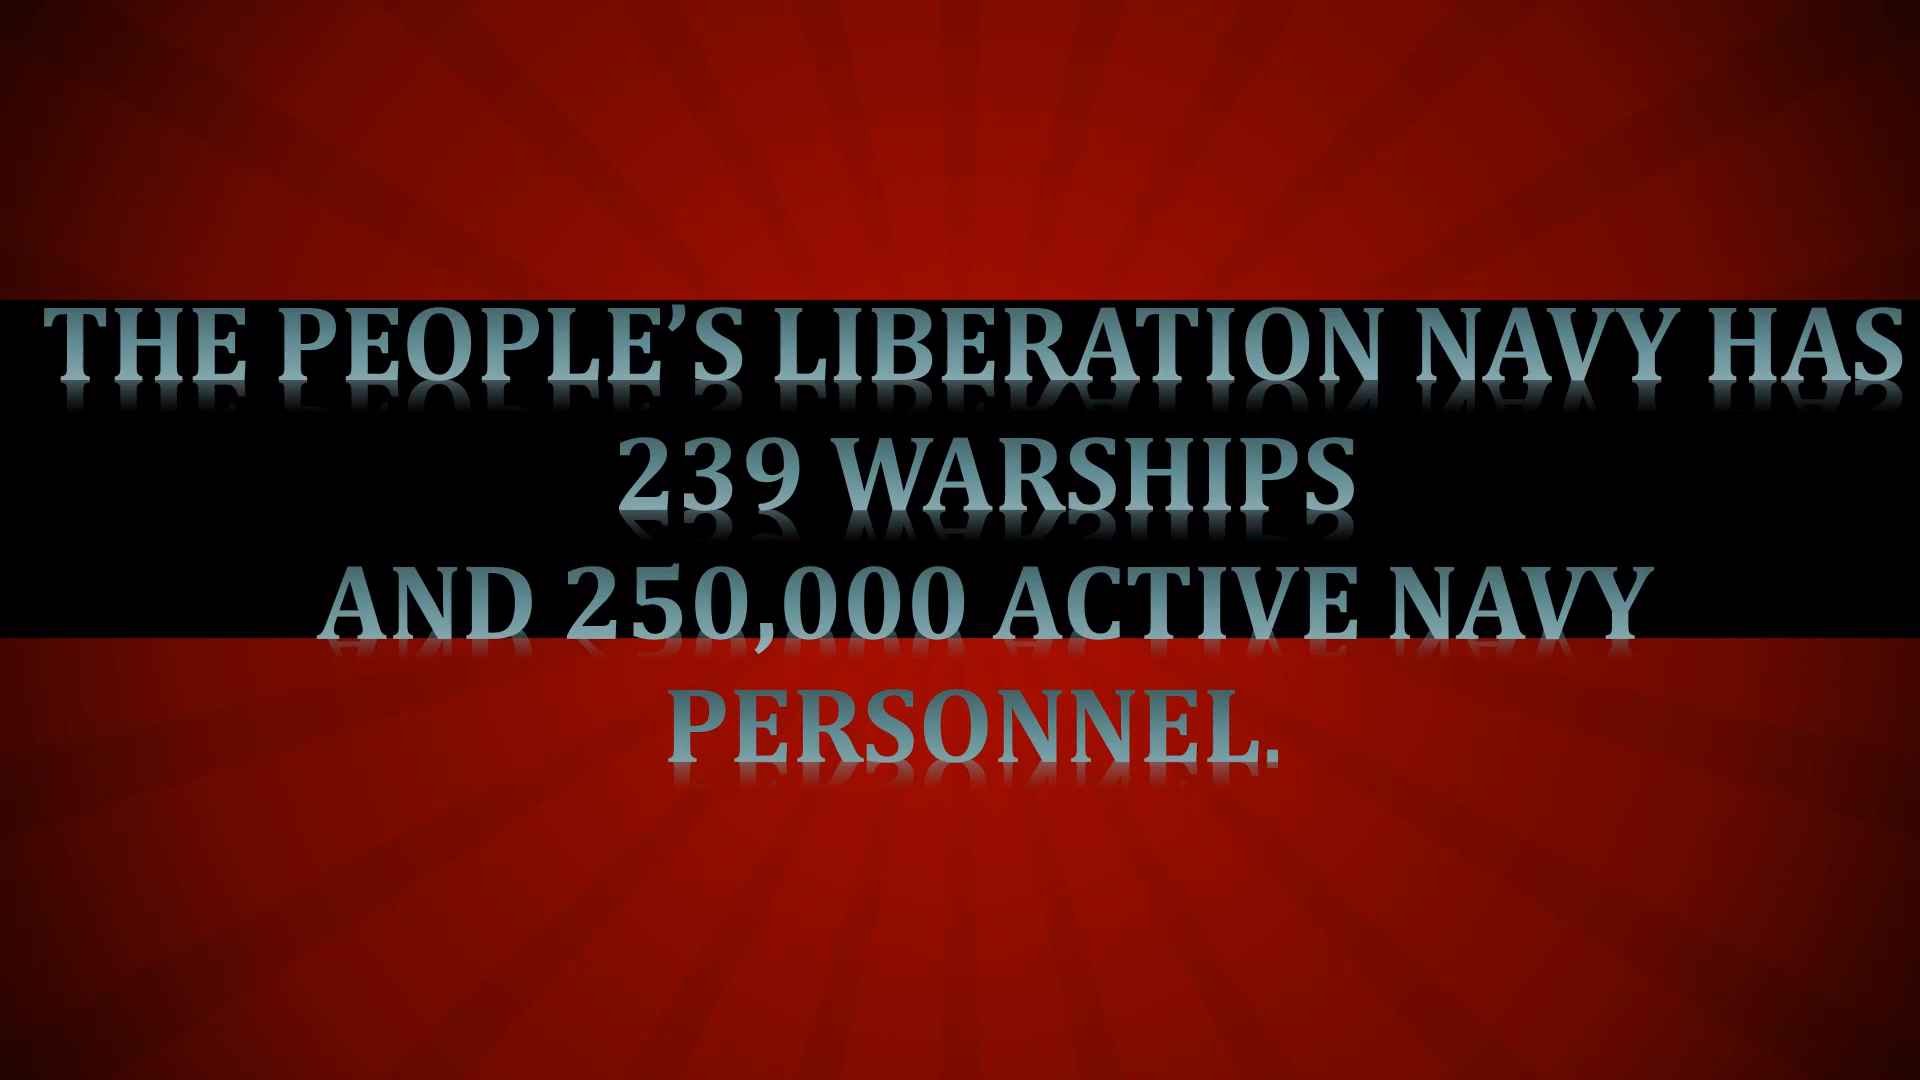 THE PEOPLE’S LIBERATION NAVY HAS
239 WARSHIPS
AND 250,000 ACTIVE NAVY
PERSONNEL.